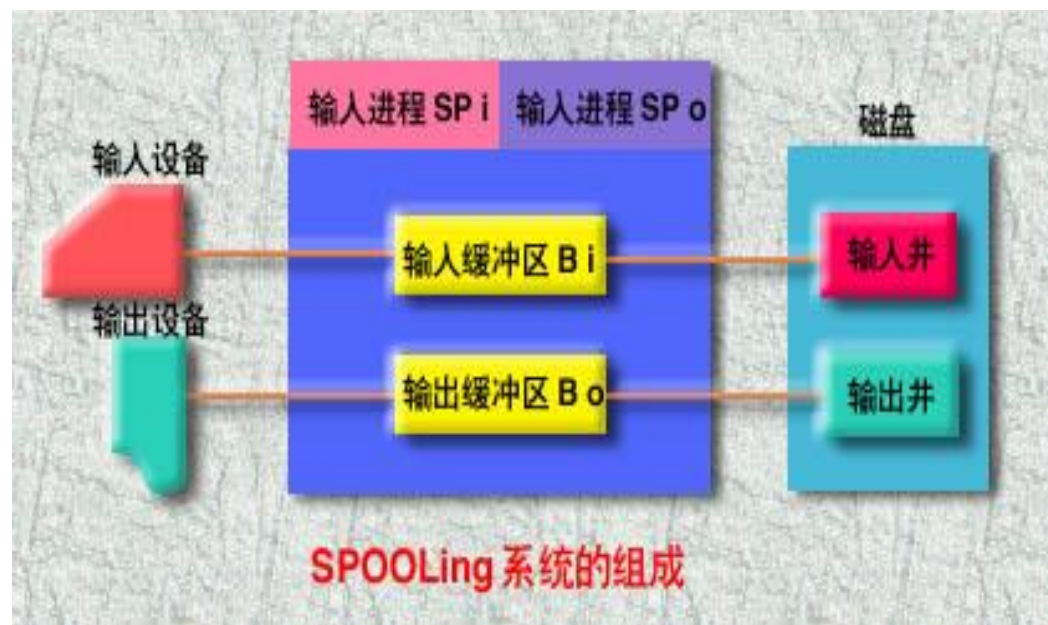 输入进程 SP i 输入进程 SP o
磁盘
输入设备
输入缓冲区 B i
输入井
输出设备
输出缓冲区 B o
输出井
SPOOLing 系统的组成